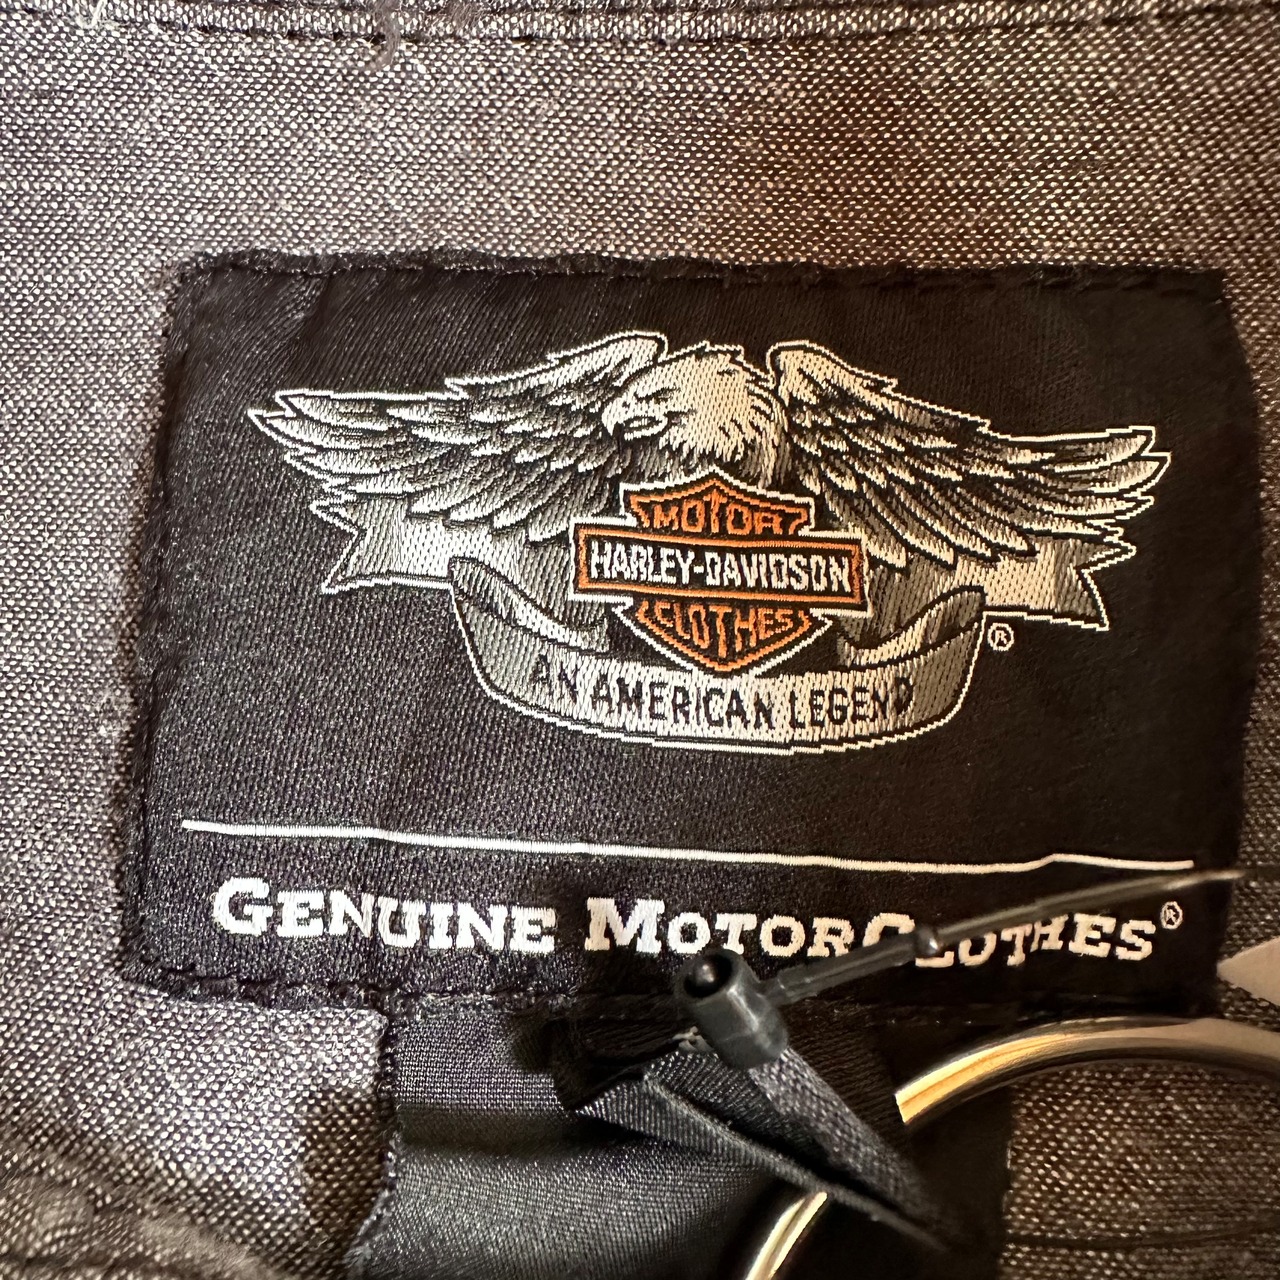 MOTOR
HARLEY-DAVIDSON
CLOTHES
®
AN AMERICAN LEGEND
GENUINE MOTORCLOTHES®